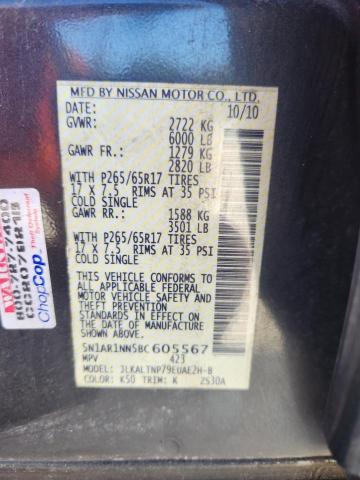 MFD BY NISSAN MOTOR CO., LTD.
DATE: 10/10
GVWR: 2722 KG
6000 LB
GAWR FR.: 1279 KG
2820 LB
WITH P265/65R17 TIRES
17 X 7.5 RIMS AT 35 PSI
COLD SINGLE
GAWR RR.: 1588 KG
3501 LB
WITH P265/65R17 TIRES
17 X 7.5 RIMS AT 35 PSI
COLD SINGLE
THIS VEHICLE CONFORMS TO
ALL APPLICABLE FEDERAL
MOTOR VEHICLE SAFETY
AND THEFT PREVENTION
STANDARDS IN EFFECT ON
THE DATE OF MANUFACTURE
SHOWN ABOVE.
5N1AR1NN5BC605567
MPV 423
MODEL: JLKALTNP79EUAE2H-B
COLOR: K50 TRIM: K 2530A
ChopCop